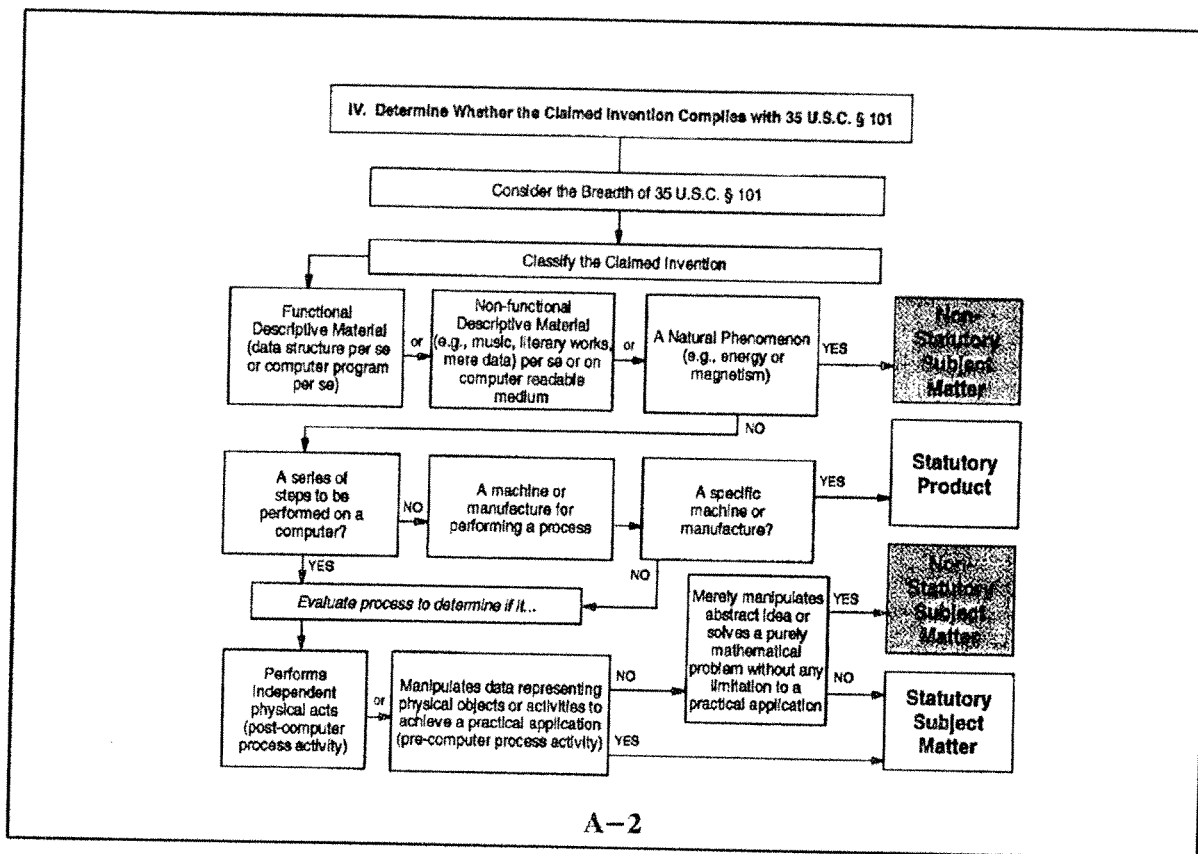 IV. Determine Whether the Claimed Invention Complies with 35 U.S.C. § 101
Consider the Breadth of 35 U.S.C. § 101
Classify the Claimed Invention
Functional
Descriptive Material
(data structure per se
or computer program
per se)
or
Non-functional
Descriptive Material
(e.g., music, literary works,
mere data) per se or on
computer readable
medium
or
A Natural Phenomenon
(e.g., energy or
magnetism)
YES
Non-
Statutory
Subject
Matter
NO
A series of
steps to be
performed on a
computer?
NO
A machine or
manufacture for
performing a process
A specific
machine or
manufacture?
YES
Statutory
Product
YES
NO
Evaluate process to determine if it...
Merely manipulates
abstract idea or
solves a purely
mathematical
problem without any
limitation to a
practical application
YES
Non-
Statutory
Subject
Matter
Performs
independent
physical acts
(post-computer
process activity)
or
Manipulates data representing
physical objects or activities to
achieve a practical application
(pre-computer process activity)
NO
YES
NO
Statutory
Subject
Matter
A-2